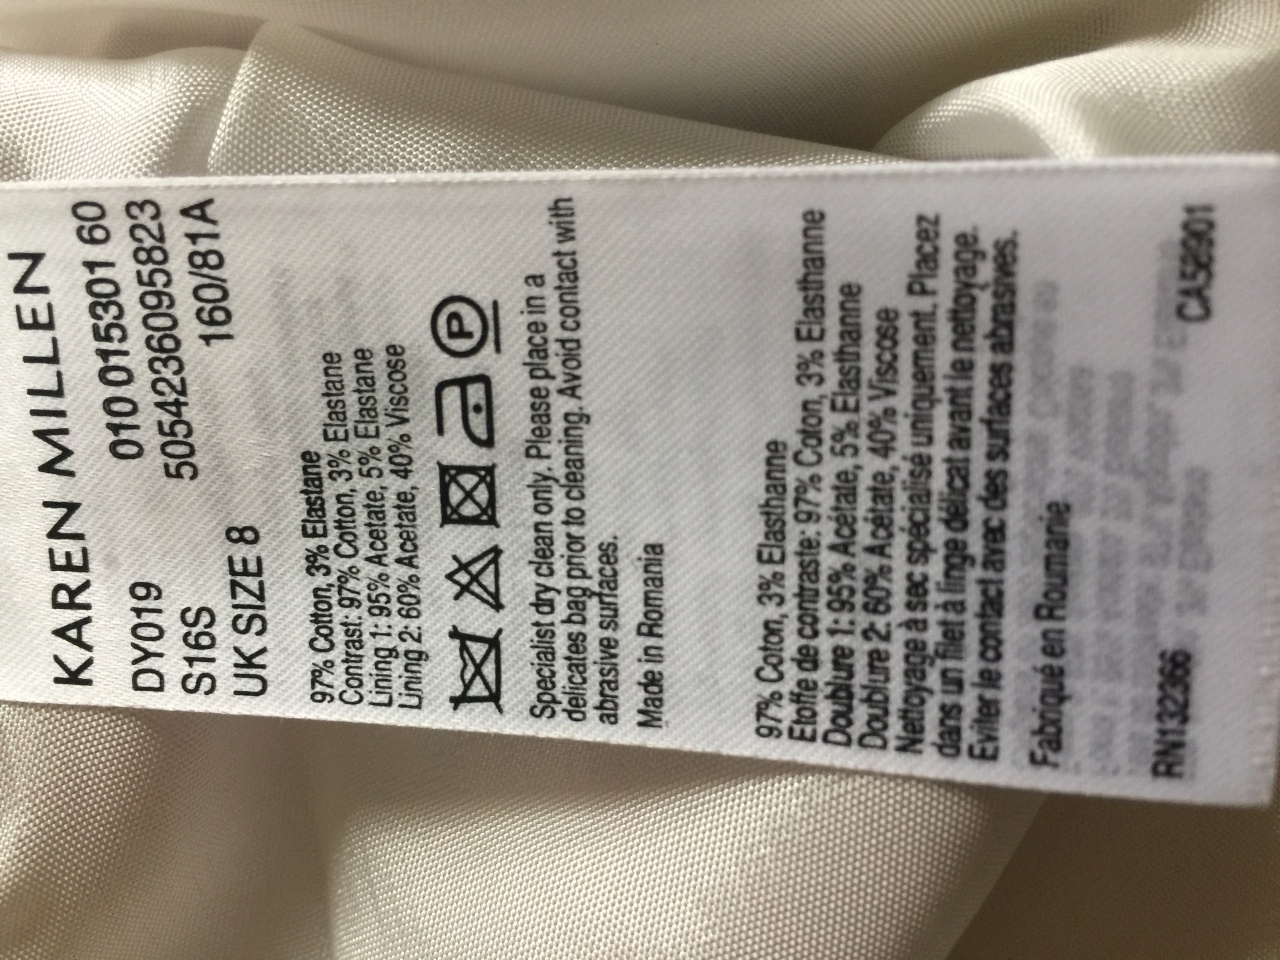 KAREN MILLEN
DY019 010 015301 60
S16S 5054236095823
UK SIZE 8 160/81A
97% Cotton, 3% Elastane
Contrast: 97% Cotton, 3% Elastane
Lining 1: 95% Acetate, 5% Elastane
Lining 2: 60% Acetate, 40% Viscose
P
Specialist dry clean only. Please place in a
delicates bag prior to cleaning. Avoid contact with
abrasive surfaces.
Made in Romania
97% Coton, 3% Elasthanne
Etoffe de contraste: 97% Coton, 3% Elasthanne
Doublure 1: 95% Acétate, 5% Elasthanne
Doublure 2: 60% Acétate, 40% Viscose
Nettoyage à sec spécialisé uniquement. Placez
dans un filet à linge délicat avant le nettoyage.
Eviter le contact avec des surfaces abrasives.
Fabriqué en Roumanie
RN132366 CA52901